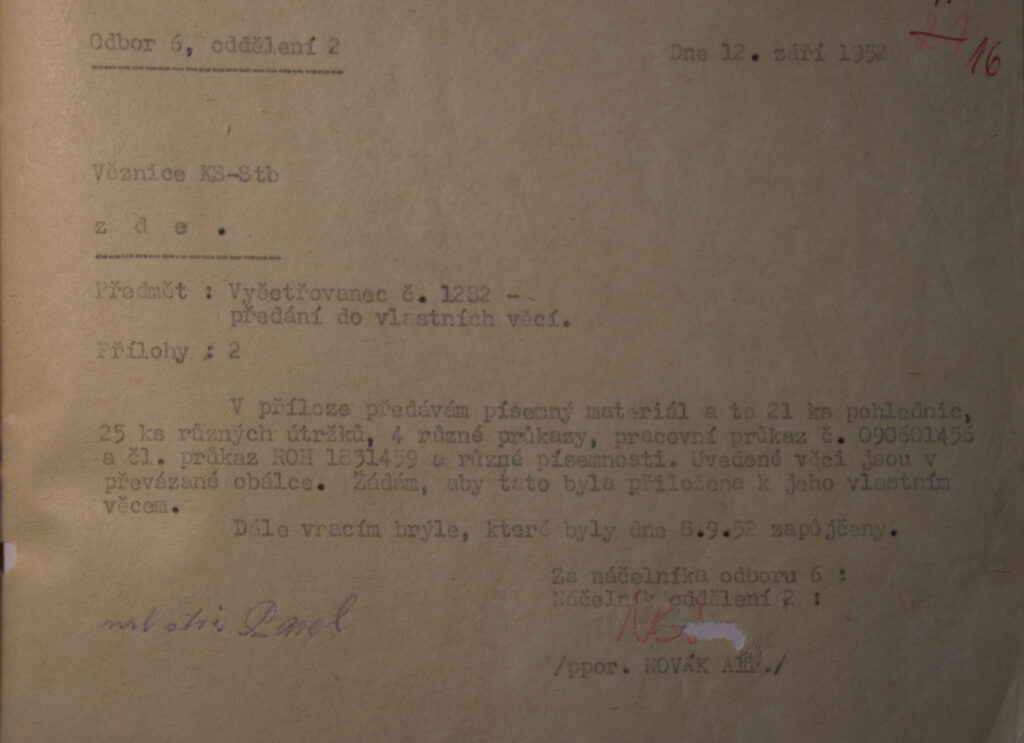 Odbor 6, oddělení 2
Dne 12. září 1952
16
Věznice KS-Stb
z d e .
Předmět : Vyšetřovanec č. 1282 -
předání do vlastních věcí.
Přílohy : 2
V příloze předávám písemný materiál a to 21 ks pohlednic,
25 ks různých útržků, 4 různé průkazy, pracovní průkaz č. 090601456
a čl. průkaz ROH 1831459 a různé písemnosti. Uvedené věci jsou v
převázané obálce. Žádám, aby tato byla přiložena k jeho vlastním
věcem.
Dále vracím brýle, které byly dne 8.9.52 zapůjčeny.
Za náčelníka odboru 6 :
Náčelník oddělení 2 :
/ppor. NOVÁK /